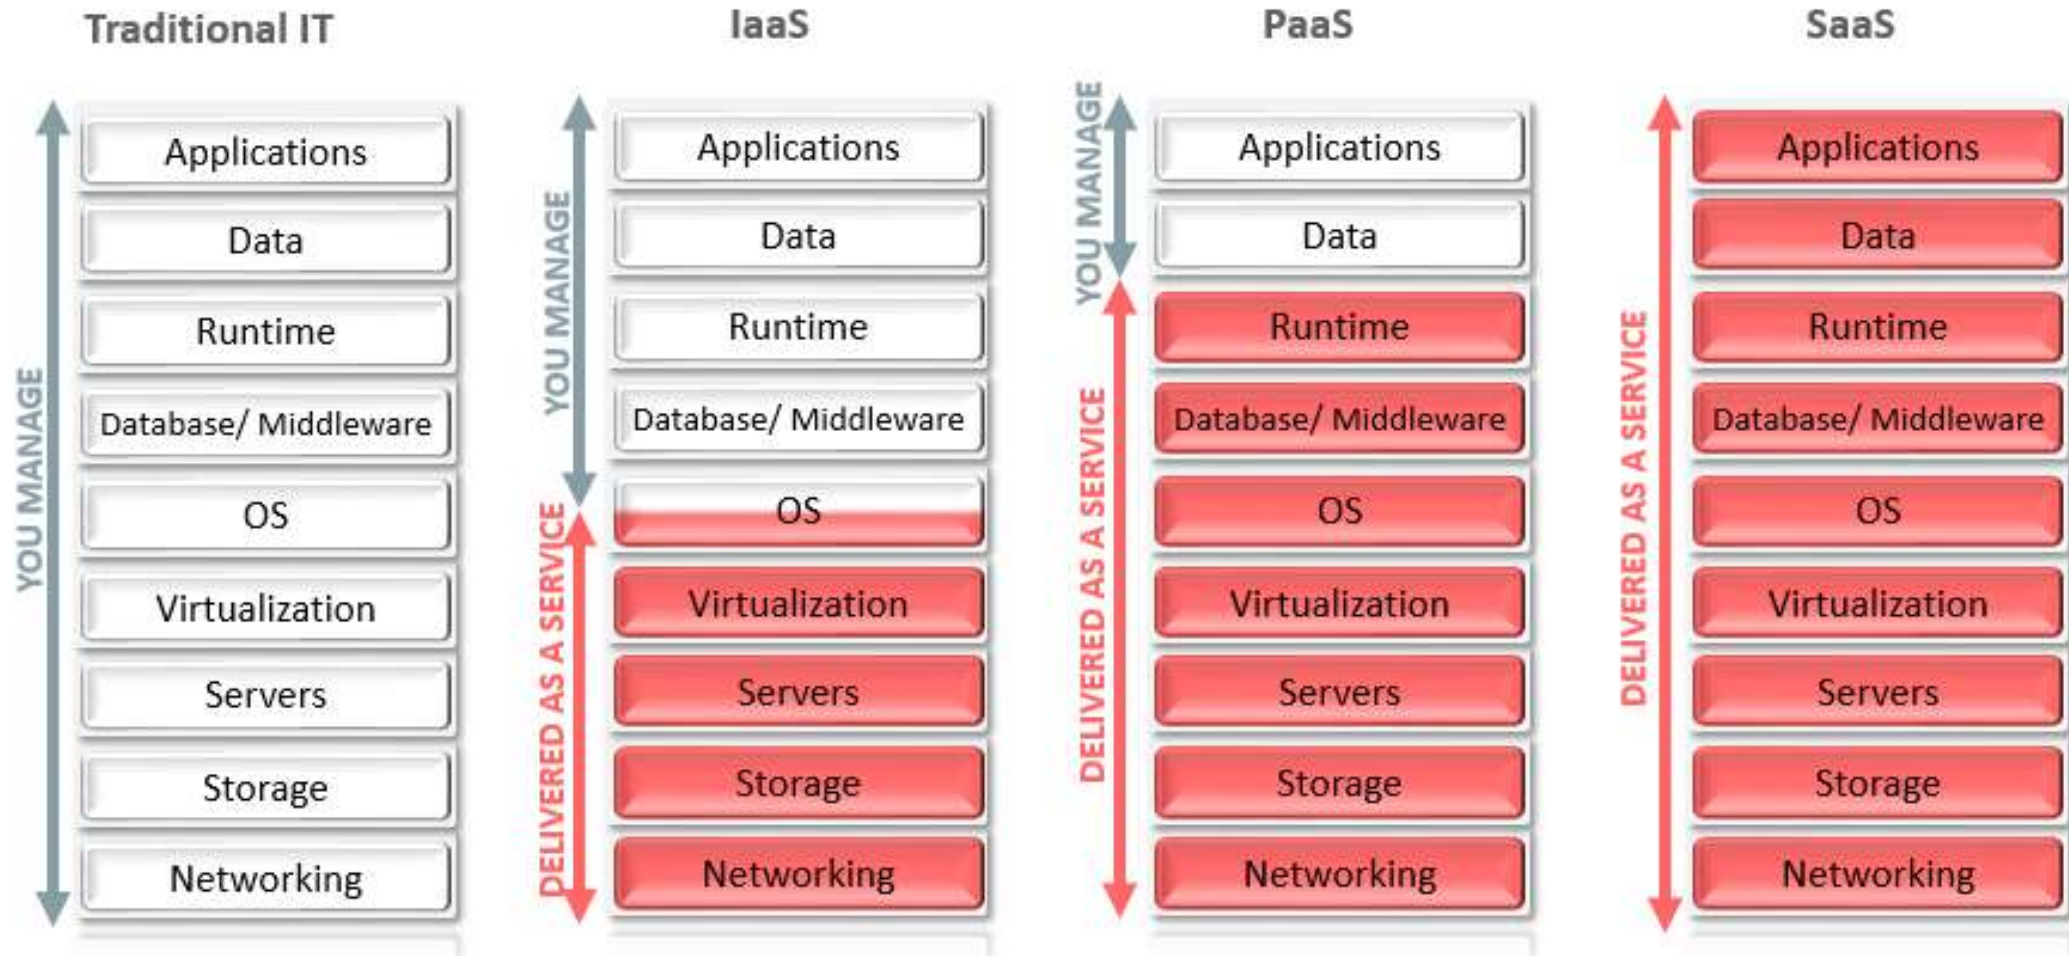 Traditional IT
YOU MANAGE
Applications
Data
Runtime
Database/ Middleware
OS
Virtualization
Servers
Storage
Networking
IaaS
YOU MANAGE
DELIVERED AS A SERVICE
Applications
Data
Runtime
Database/ Middleware
OS
Virtualization
Servers
Storage
Networking
PaaS
YOU MANAGE
DELIVERED AS A SERVICE
Applications
Data
Runtime
Database/ Middleware
OS
Virtualization
Servers
Storage
Networking
SaaS
DELIVERED AS A SERVICE
Applications
Data
Runtime
Database/ Middleware
OS
Virtualization
Servers
Storage
Networking